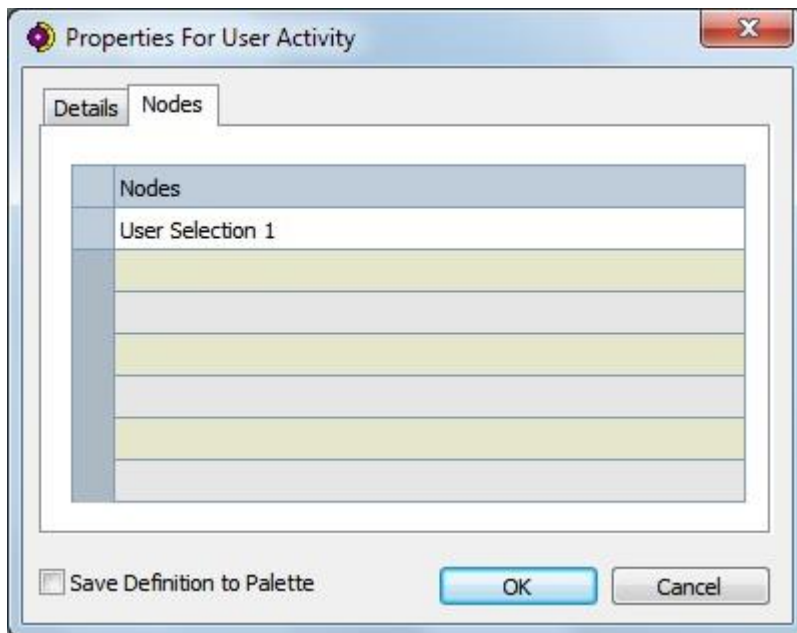 Properties For User Activity
Details Nodes
Nodes
User Selection 1
Save Definition to Palette OK Cancel